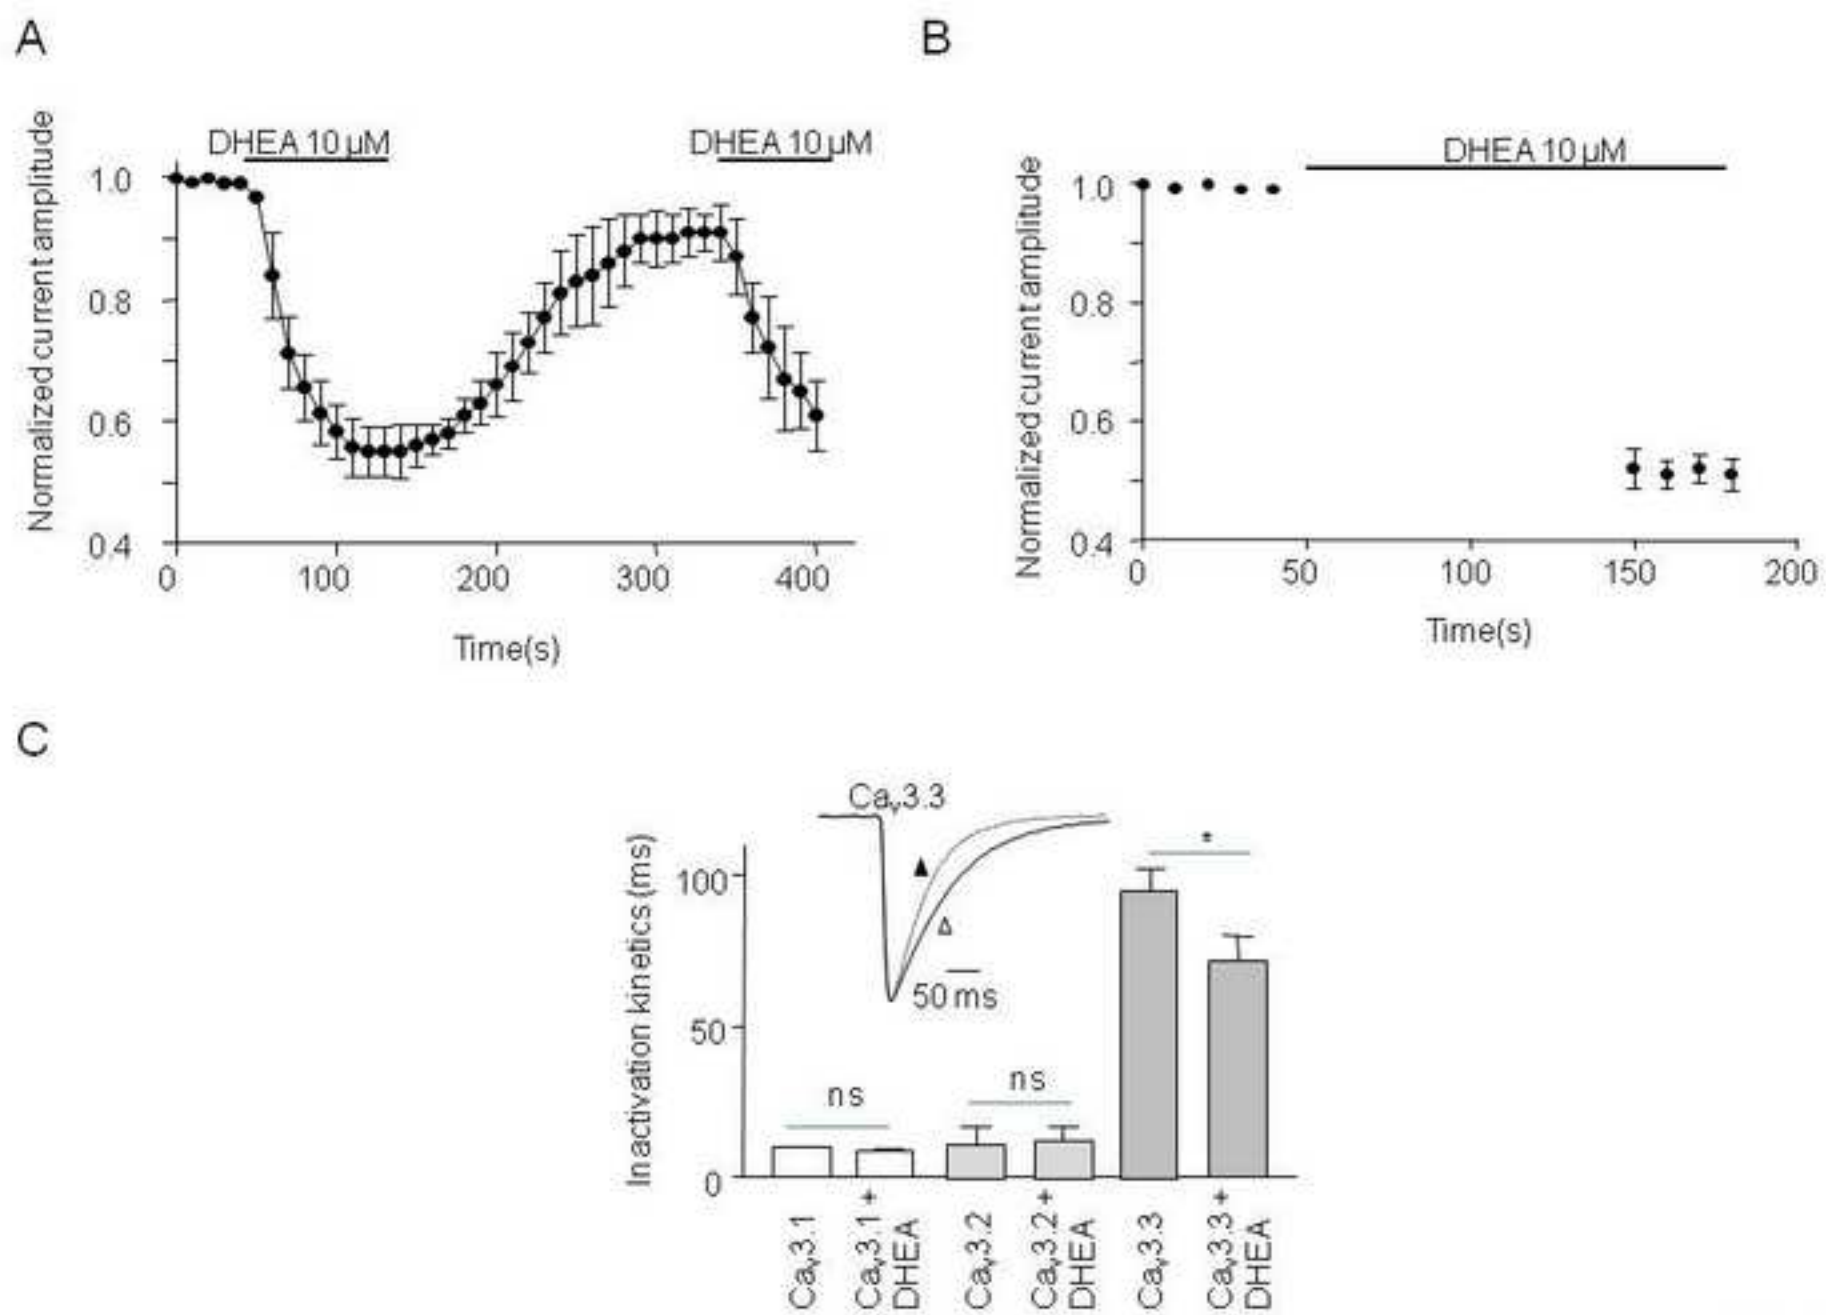 A
DHEA 10 µM
DHEA 10 µM
Normalized current amplitude
1.0
0.8
0.6
0.4
0
100
200
300
400
Time(s)
B
DHEA 10 µM
Normalized current amplitude
1.0
0.8
0.6
0.4
0
50
100
150
200
Time(s)
C
Inactivation kinetics (ms)
100
50
0
Caᵥ3.3
▲
△
50 ms
ns
ns
*
Caᵥ3.1
Caᵥ3.1 +
DHEA
Caᵥ3.2
Caᵥ3.2+
DHEA
Caᵥ3.3
Caᵥ3.3 +
DHEA